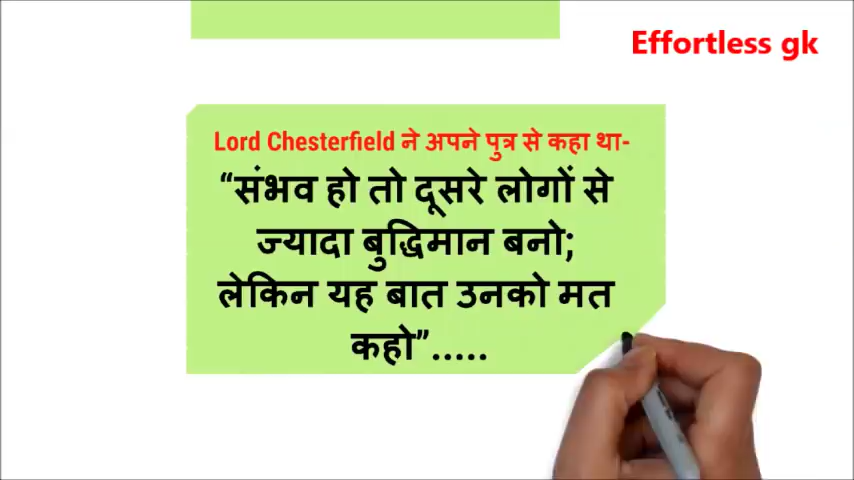 Effortless gk
Lord Chesterfield ने अपने पुत्र से कहा था-
“संभव हो तो दूसरे लोगों से
ज्यादा बुद्धिमान बनो;
लेकिन यह बात उनको मत
कहो”.....